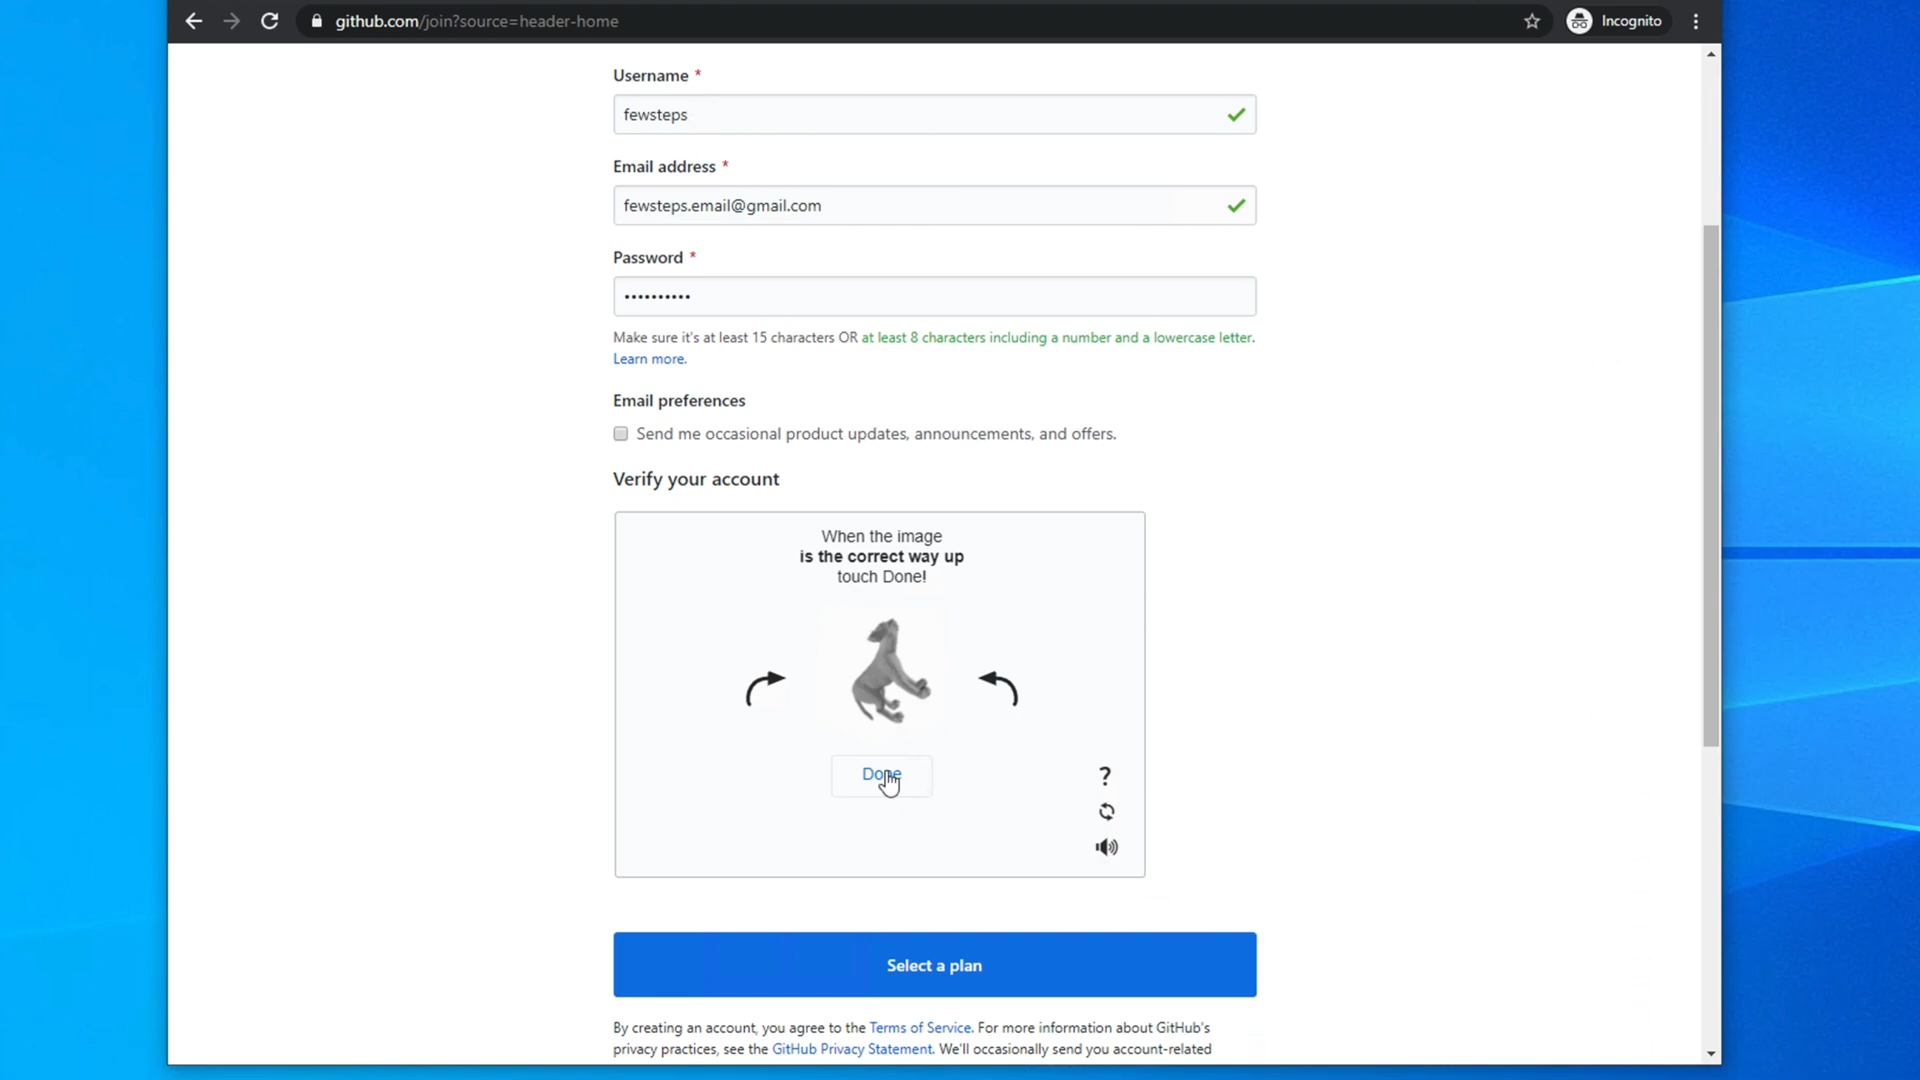 github.com/join?source=header-home
Incognito
Username *
fewsteps
Email address *
fewsteps.email@gmail.com
Password *
••••••••••
Make sure it's at least 15 characters OR at least 8 characters including a number and a lowercase letter.
Learn more.
Email preferences
Send me occasional product updates, announcements, and offers.
Verify your account
When the image
is the correct way up
touch Done!
Done
?
Select a plan
By creating an account, you agree to the Terms of Service. For more information about GitHub's
privacy practices, see the GitHub Privacy Statement. We'll occasionally send you account-related